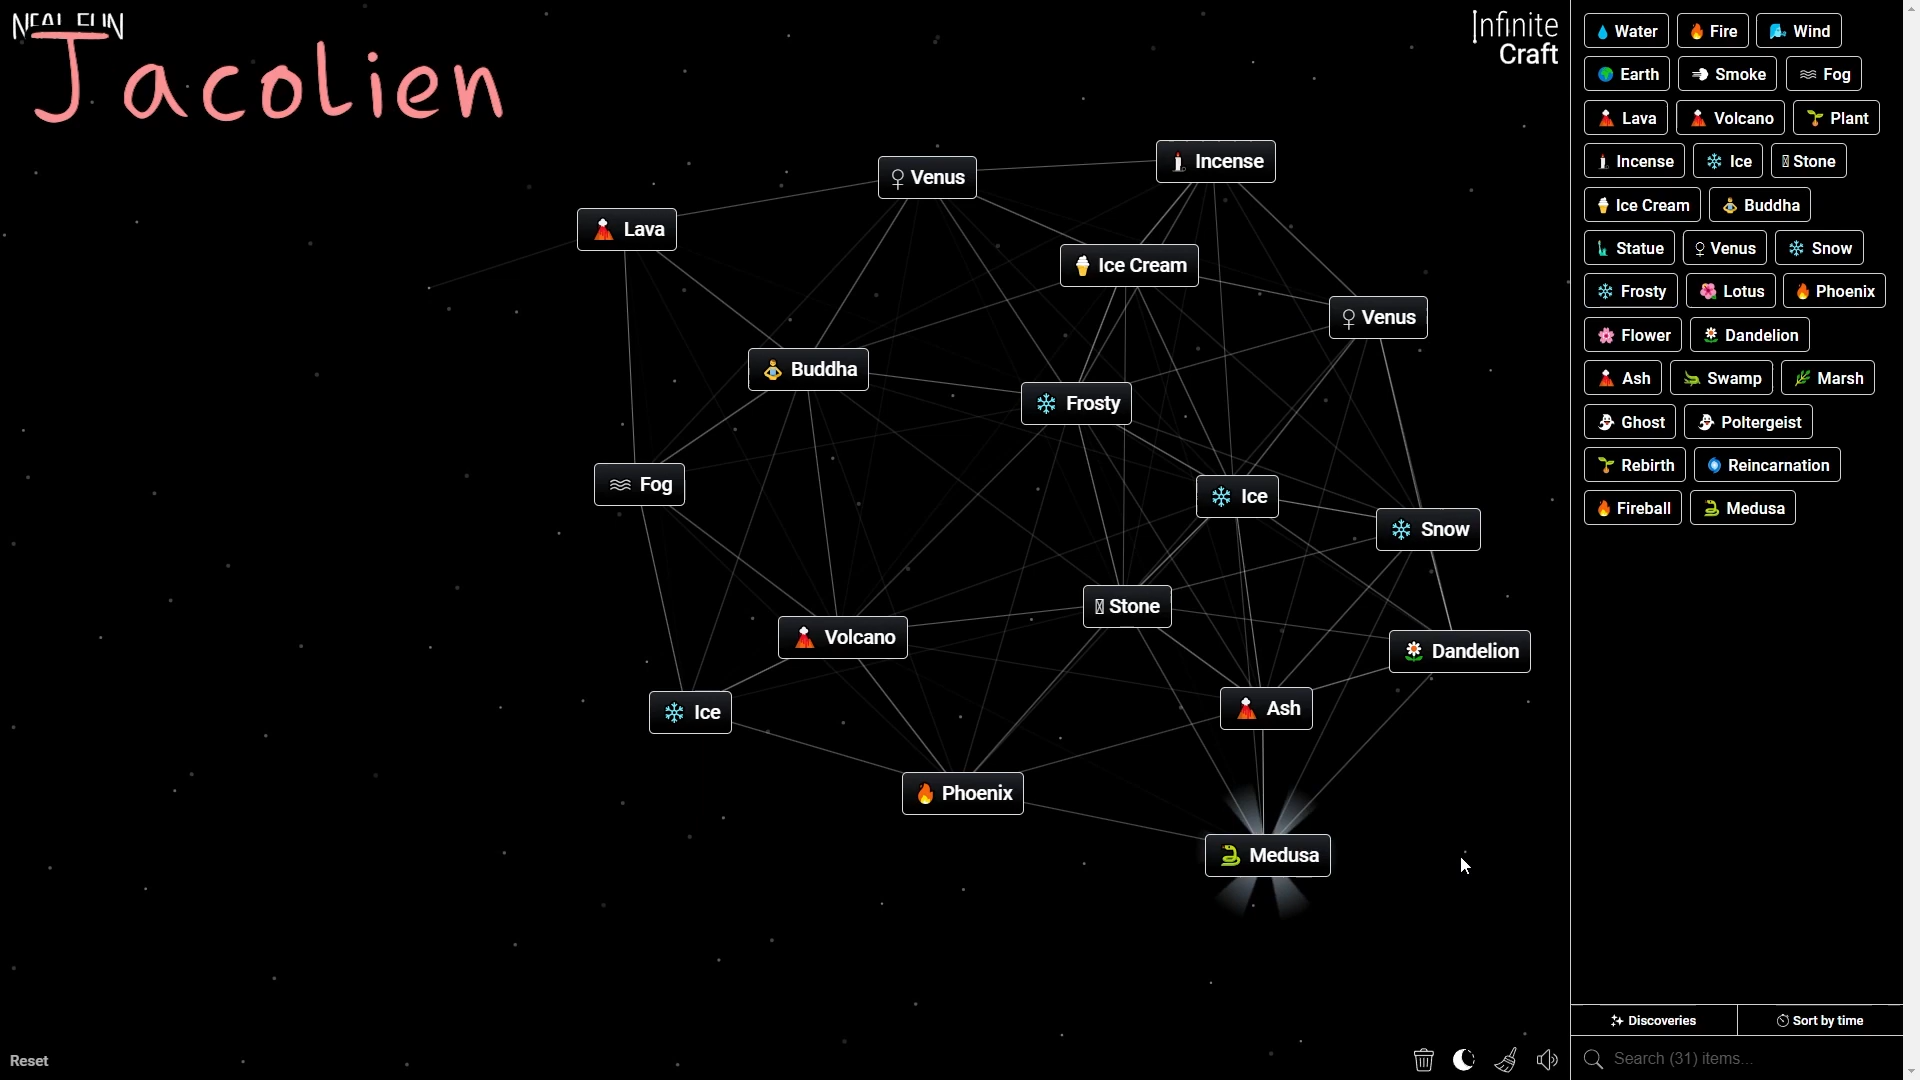 NEAL.FUN
Jacolien
Infinite
Craft
Venus
Incense
Lava
Ice Cream
Venus
Buddha
Frosty
Fog
Ice
Snow
Stone
Volcano
Dandelion
Ice
Ash
Phoenix
Medusa
Reset
Water Fire Wind
Earth Smoke Fog
Lava Volcano Plant
Incense Ice Stone
Ice Cream Buddha
Statue Venus Snow
Frosty Lotus Phoenix
Flower Dandelion
Ash Swamp Marsh
Ghost Poltergeist
Rebirth Reincarnation
Fireball Medusa
Discoveries Sort by time
Search (31) items...